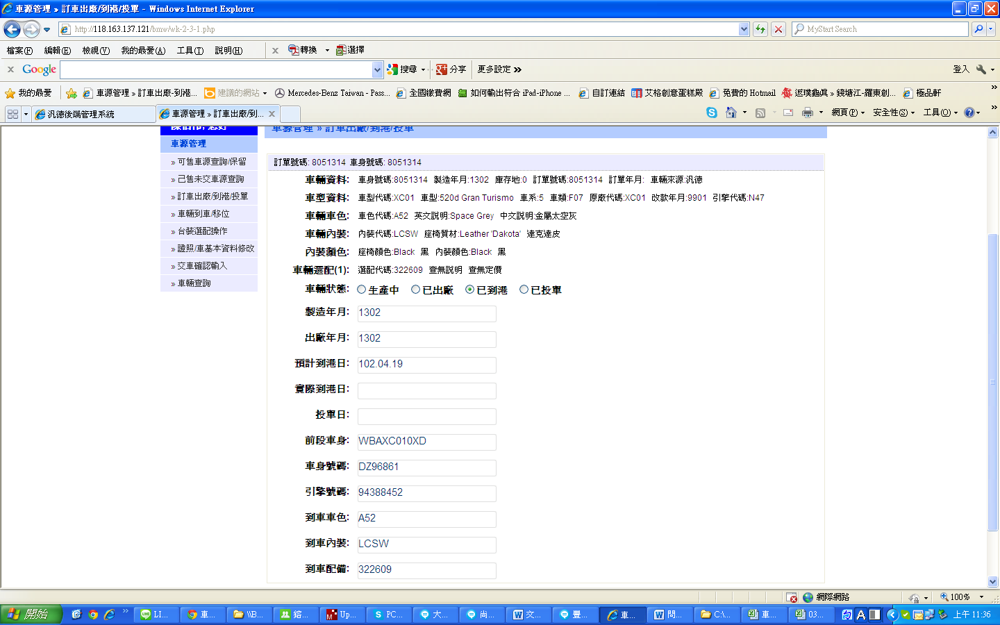 車源管理 » 訂車出廠/到港/投單 - Windows Internet Explorer
http://118.163.137.121/bmw/wk-2-3-1.php
MyStart Search
檔案(F) 編輯(E) 檢視(V) 我的最愛(A) 工具(T) 說明(H)
轉換 選擇
Google 搜尋 分享 更多設定 » 登入
我的最愛 車源管理 » 訂車出廠-到港... 建議的網站 Mercedes-Benz Taiwan - Pass... 全國繳費網 如何輸出符合 iPad-iPhone ... 自訂連結 艾格創意蛋糕殿 免費的 Hotmail 返璞龜真 » 錢塘江-羅東創... 極品軒
汎德後端管理系統 車源管理 » 訂車出廠/到... 網頁(P) 安全性(S) 工具(O)
車源管理 » 訂車出廠/到港/投單
車源管理
» 可售車源查詢/保留
» 已售未交車源查詢
» 訂車出廠/到港/投單
» 車輛到車/移位
» 台裝選配操作
» 證照/車基本資料修改
» 交車確認輸入
» 車輛查詢
訂單號碼: 8051314 車身號碼: 8051314
車輛資料: 車身號碼:8051314 製造年月:1302 庫存地:0 訂單號碼:8051314 訂單年月: 車輛來源:汎德
車型資料: 車型代碼:XC01 車型:520d Gran Turismo 車系:5 車類:F07 原廠代碼:XC01 改款年月:9901 引擎代碼:N47
車輛車色: 車色代碼:A52 英文說明:Space Grey 中文說明:金屬太空灰
車輛內裝: 內裝代碼:LCSW 座椅質材:Leather 'Dakota' 達克達皮
內裝顏色: 座椅顏色:Black 黑 內裝顏色:Black 黑
車輛選配(1): 選配代碼:322609 查無說明 查無定價
車輛狀態: 生產中 已出廠 已到港 已投單
製造年月: 1302
出廠年月: 1302
預計到港日: 102.04.19
實際到港日:
投單日:
前段車身: WBAXC010XD
車身號碼: DZ96861
引擎號碼: 94388452
到車車色: A52
到車內裝: LCSW
到車配備: 322609
網際網路 100%
開始 LI... 車... \\B... 鎔... Up... PC... 大... 尚... 文... 豐... 車... 問... C:\... 車... 03... A 上午 11:36